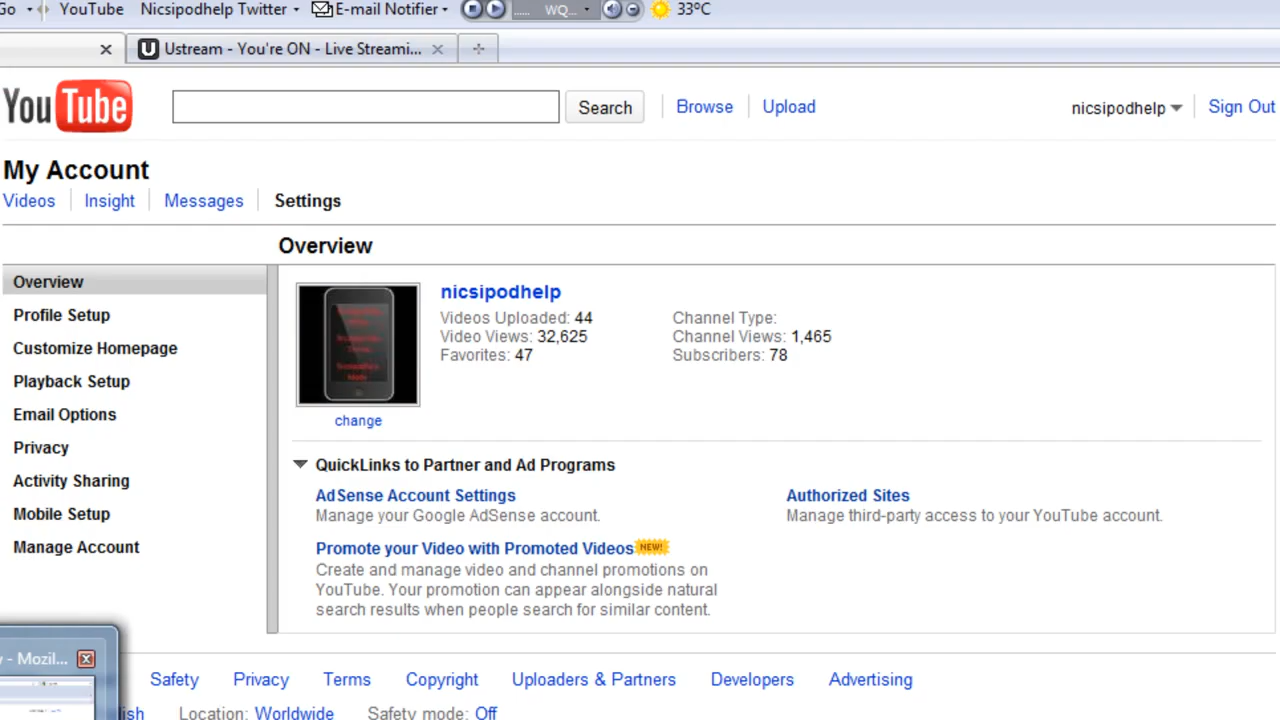 Go YouTube Nicsipodhelp Twitter E-mail Notifier ..... WQ... 33ºC
Ustream - You're ON - Live Streami...
YouTube Search Browse Upload nicsipodhelp Sign Out
My Account
Videos Insight Messages Settings
Overview
Overview
Profile Setup
Customize Homepage
Playback Setup
Email Options
Privacy
Activity Sharing
Mobile Setup
Manage Account
nicsipodhelp
Videos Uploaded: 44 Channel Type:
Video Views: 32,625 Channel Views: 1,465
Favorites: 47 Subscribers: 78
change
QuickLinks to Partner and Ad Programs
AdSense Account Settings
Manage your Google AdSense account.
Authorized Sites
Manage third-party access to your YouTube account.
Promote your Video with Promoted Videos NEW!
Create and manage video and channel promotions on
YouTube. Your promotion can appear alongside natural
search results when people search for similar content.
- Mozil...
Safety Privacy Terms Copyright Uploaders & Partners Developers Advertising
lish Location: Worldwide Safety mode: Off